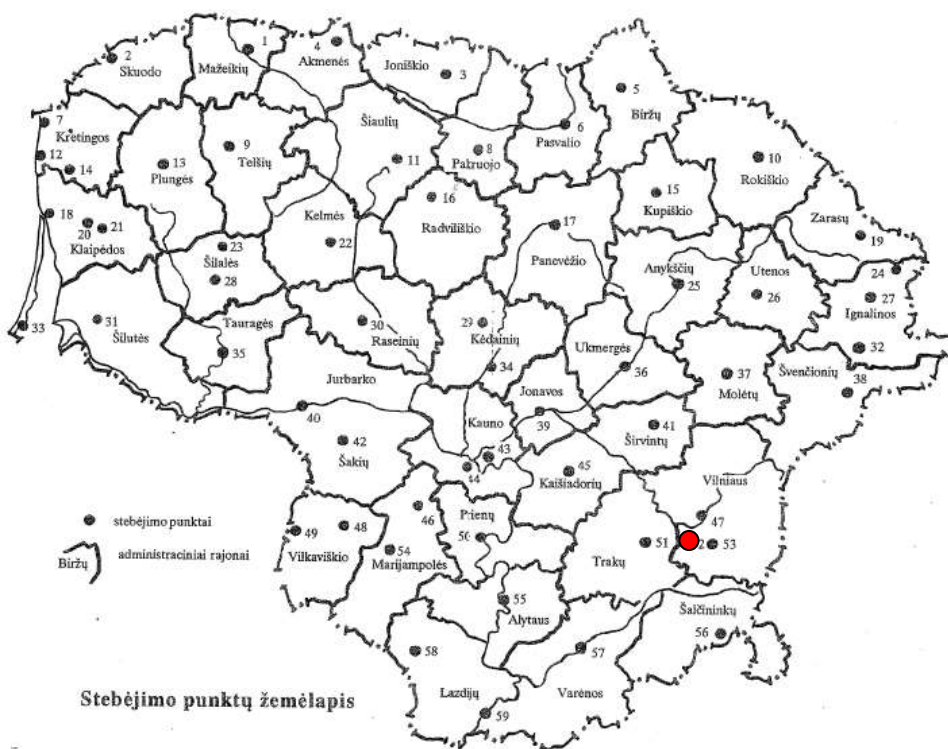 1
2
4
Skuodo
Mažeikių
Akmenės
Joniškio
3
5
Biržų
7
Kretingos
12
14
13
Plungės
9
Telšių
Šiaulių
11
8
Pakruojo
6
Pasvalio
10
Rokiškio
15
Kupiškio
16
Radviliškio
17
Panevėžio
18
20
21
Klaipėdos
Kelmės
22
23
Šilalės
28
Zarasų
19
24
Anykščių
25
Utenos
26
27
Ignalinos
33
31
Šilutės
Tauragės
35
30
Raseinių
29
Kėdainių
34
Ukmergės
36
37
Molėtų
32
Švenčionių
38
Jurbarko
40
Jonavos
39
Kauno
43
44
41
Širvintų
42
Šakių
45
Kaišiadorių
Vilniaus
47
49
48
Vilkaviškio
46
54
Marijampolės
Prienų
50
51
Trakų
2
53
stebėjimo punktai
Biržų
administraciniai rajonai
55
Alytaus
Šalčininkų
56
57
Varėnos
58
Lazdijų
59
Stebėjimo punktų žemėlapis